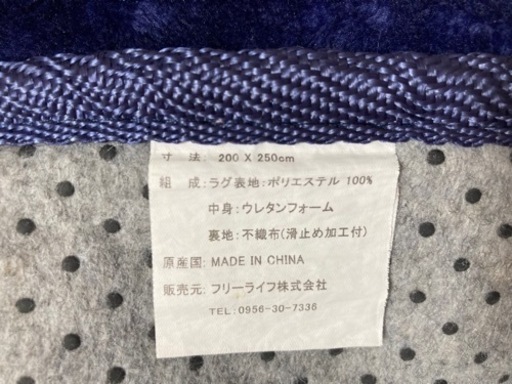 寸 法: 200 X 250cm
組 成: ラグ表地:ポリエステル 100%
中身:ウレタンフォーム
裏地:不織布(滑止め加工付)
原産国: MADE IN CHINA
販売元: フリーライフ株式会社
TEL:0956-30-7336